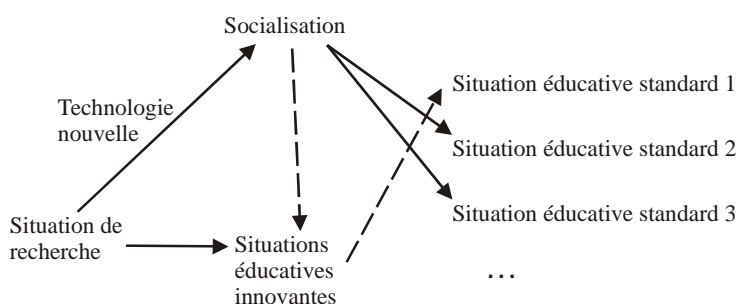 Socialisation
Situation éducative standard 1
Technologie
nouvelle
Situation éducative standard 2
Situation éducative standard 3
Situation de
recherche
Situations
éducatives
innovantes
...